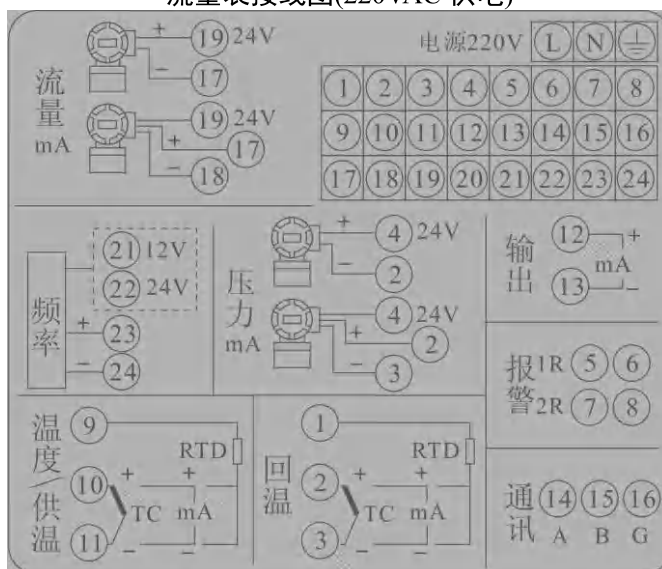 流量表接线图(220VAC供电)
流量
mA
+ 19 24V
− 17
19 24V
+ 17
− 18
电源220V L N
1 2 3 4 5 6 7 8
9 10 11 12 13 14 15 16
17 18 19 20 21 22 23 24
频率
21 12V
22 24V
+ 23
− 24
压力
mA
+ 4 24V
− 2
4 24V
+ 2
− 3
输出
12 +
mA
13 −
报警
1R 5 6
2R 7 8
温度/供温
9
RTD
10 + +
TC mA
11 − −
回温
1
RTD
2 + +
TC mA
3 − −
通讯
14 15 16
A B G